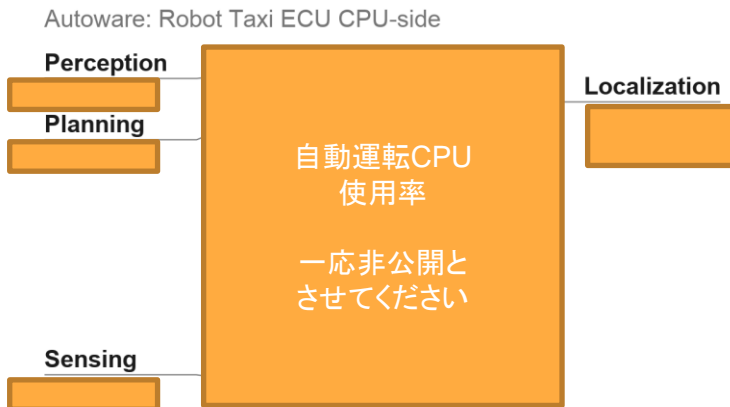 Autoware: Robot Taxi ECU CPU-side
Perception
Planning
Localization
自動運転CPU
使用率
一応非公開と
させてください
Sensing